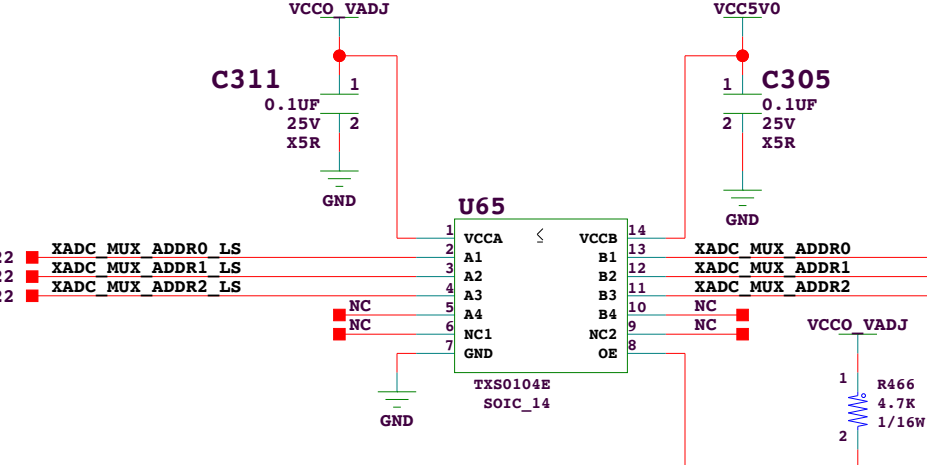 VCCO_VADJ
VCC5V0
C311
1
0.1UF
25V
2
X5R
GND
1
C305
0.1UF
2
25V
X5R
GND
U65
1
VCCA
≤
VCCB
14
XADC_MUX_ADDR0_LS
2
A1
B1
13
XADC_MUX_ADDR0
22
XADC_MUX_ADDR1_LS
3
A2
B2
12
XADC_MUX_ADDR1
22
XADC_MUX_ADDR2_LS
4
A3
B3
11
XADC_MUX_ADDR2
22
NC
5
A4
B4
10
NC
NC
6
NC1
NC2
9
NC
7
GND
OE
8
GND
TXS0104E
SOIC_14
VCCO_VADJ
1
R466
4.7K
1/16W
2